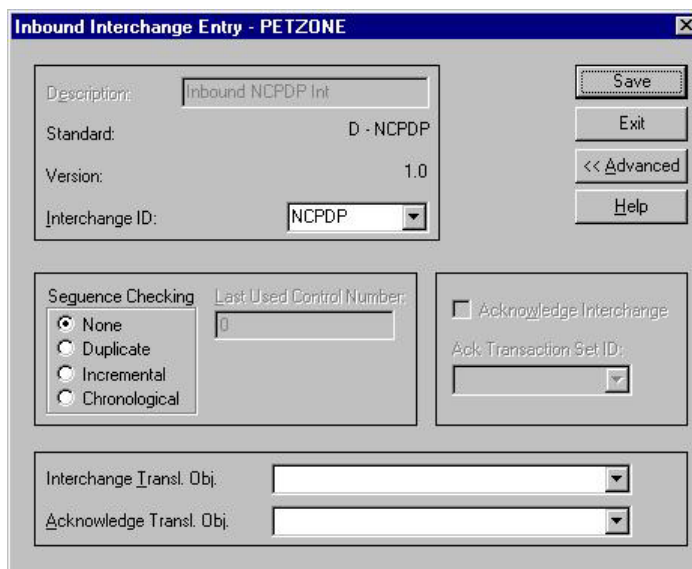 Inbound Interchange Entry - PETZONE
Description: Inbound NCPDP Int
Save
Standard: D - NCPDP
Exit
Version: 1.0
<< Advanced
Interchange ID: NCPDP
Help
Sequence Checking
None
Duplicate
Incremental
Chronological
Last Used Control Number:
0
Acknowledge Interchange
Ack Transaction Set ID:
Interchange Transl. Obj.
Acknowledge Transl. Obj.